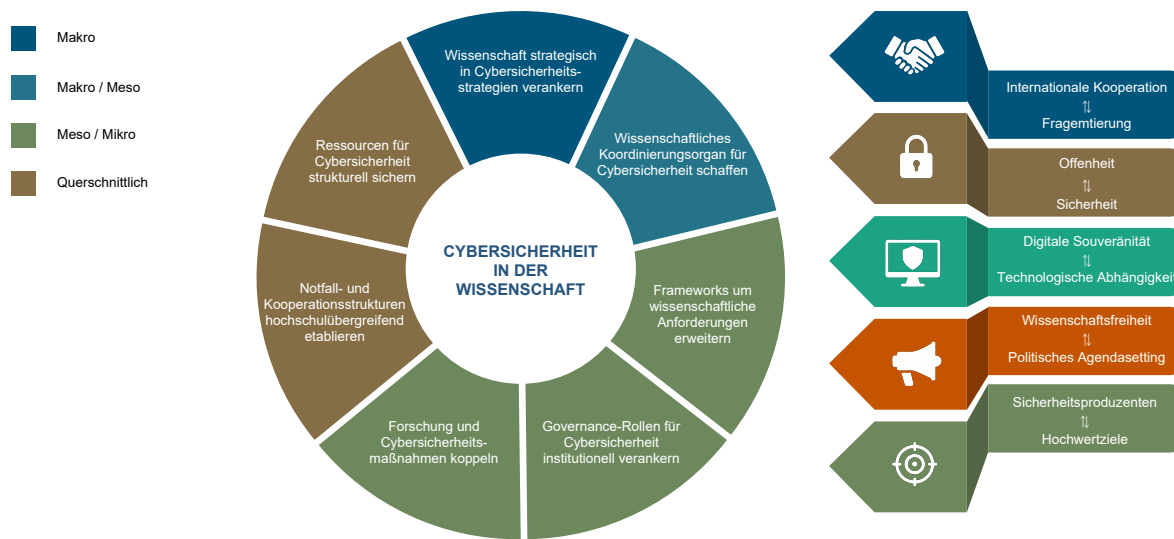 Makro
Makro / Meso
Meso / Mikro
Querschnittlich
Wissenschaft strategisch
in Cybersicherheits-
strategien verankern
Wissenschaftliches
Koordinierungsorgan für
Cybersicherheit schaffen
Frameworks um
wissenschaftliche
Anforderungen
erweitern
Governance-Rollen für
Cybersicherheit
institutionell verankern
Forschung und
Cybersicherheits-
maßnahmen koppeln
Notfall- und
Kooperationsstrukturen
hochschulübergreifend
etablieren
Ressourcen für
Cybersicherheit
strukturell sichern
CYBERSICHERHEIT
IN DER
WISSENSCHAFT
Internationale Kooperation
⇅
Fragemtierung
Offenheit
⇅
Sicherheit
Digitale Souveränität
⇅
Technologische Abhängigkeit
Wissenschaftsfreiheit
⇅
Politisches Agendasetting
Sicherheitsproduzenten
⇅
Hochwertziele